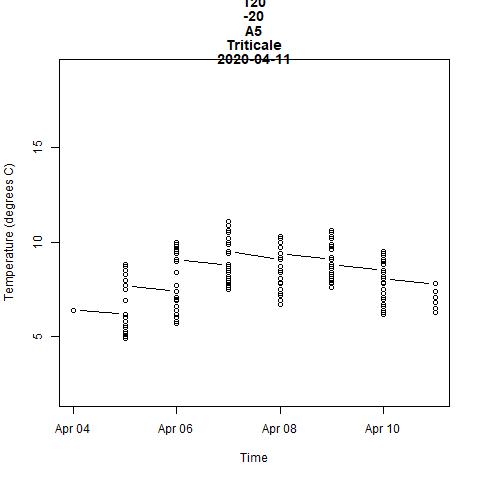 120
-20
A5
Triticale
2020-04-11
Temperature (degrees C)
15
10
5
Apr 04
Apr 06
Apr 08
Apr 10
Time